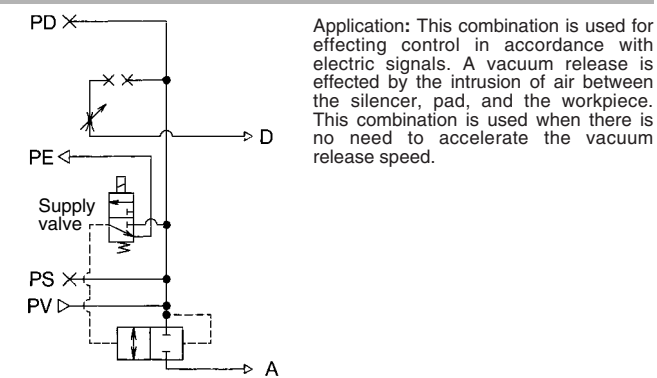 PD
Application: This combination is used for
effecting control in accordance with
electric signals. A vacuum release is
effected by the intrusion of air between
the silencer, pad, and the workpiece.
This combination is used when there is
no need to accelerate the vacuum
release speed.
D
PE
Supply
valve
PS
PV
A